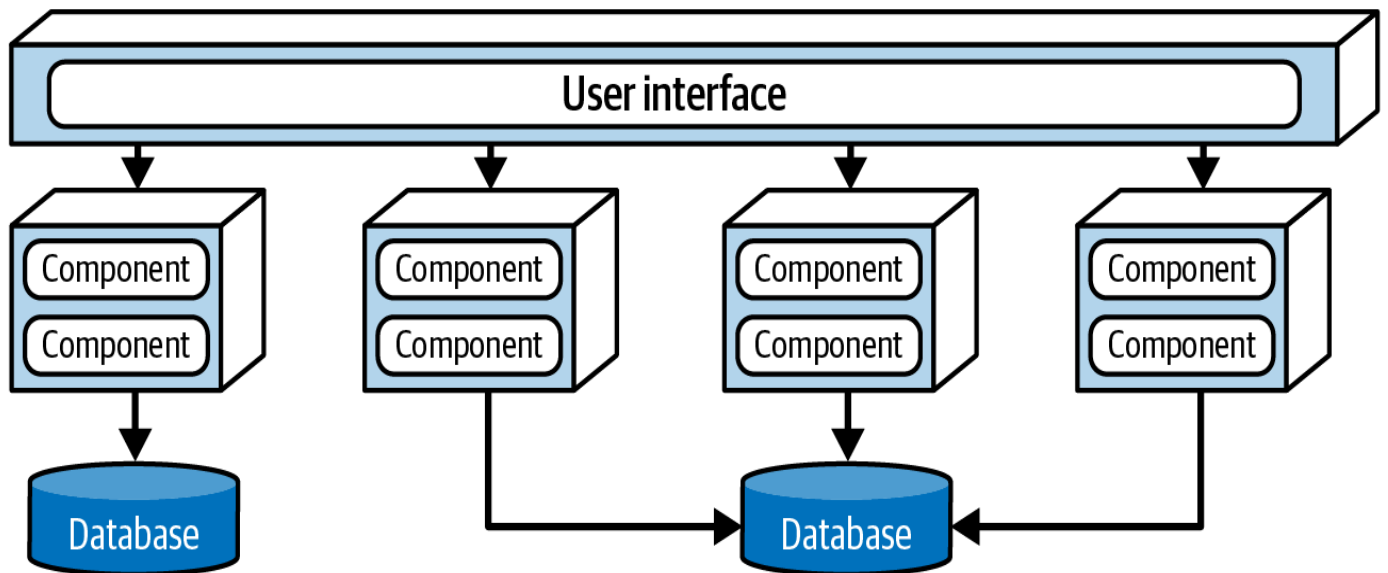 User interface
Component
Component
Component
Component
Component
Component
Component
Component
Database
Database